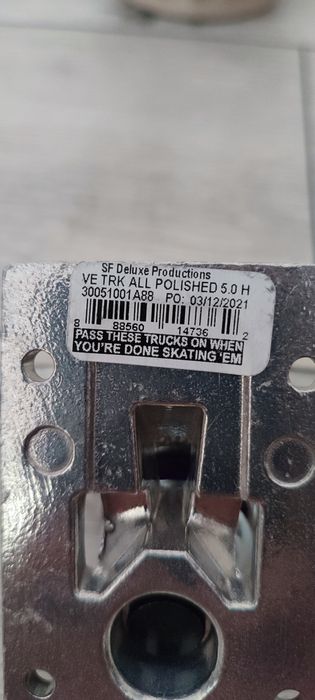 SF Deluxe Productions
VE TRK ALL POLISHED 5.0 H
30051001A88 PO: 03/12/2021
8 88560 14736 2
PASS THESE TRUCKS ON WHEN
YOU'RE DONE SKATING 'EM